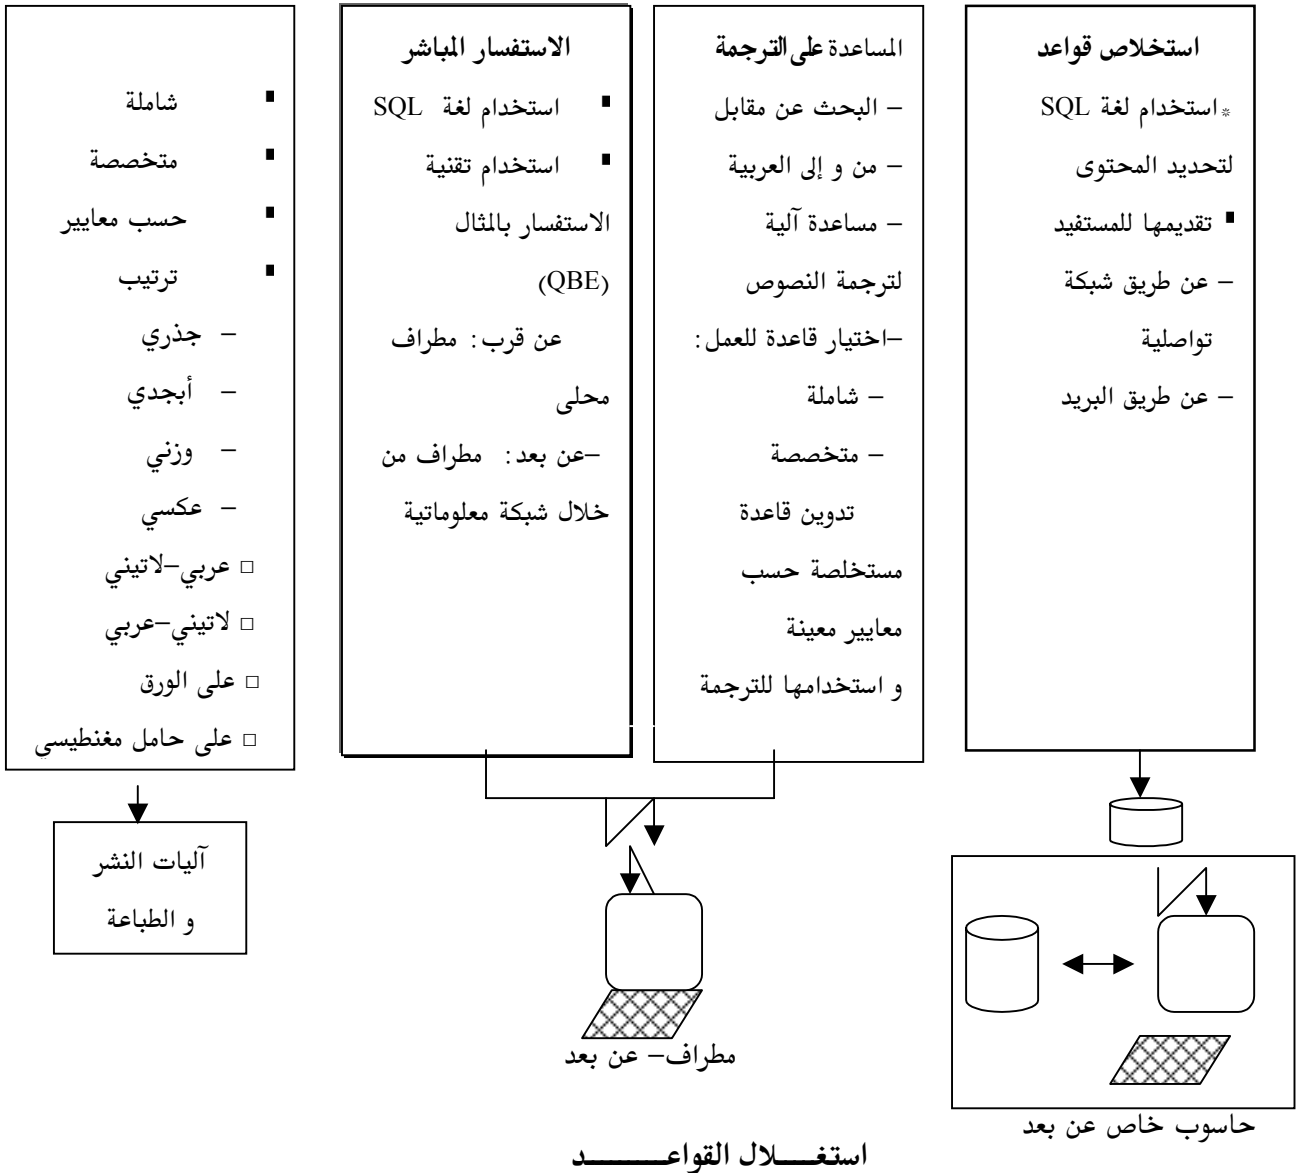 استخلاص قواعد
* استخدام لغة SQL
لتحديد المحتوى
▪ تقديمها للمستفيد
– عن طريق شبكة
تواصلية
– عن طريق البريد
المساعدة على الترجمة
– البحث عن مقابل
– من و إلى العربية
– مساعدة آلية
لترجمة النصوص
–اختيار قاعدة للعمل :
– شاملة
– متخصصة
تدوين قاعدة
مستخلصة حسب
معايير معينة
و استخدامها للترجمة
الاستفسار المباشر
▪ استخدام لغة SQL
▪ استخدام تقنية
الاستفسار بالمثال
(QBE)
عن قرب : مطراف
محلى
–عن بعد : مطراف من
خلال شبكة معلوماتية
▪ شاملة
▪ متخصصة
▪ حسب معايير
▪ ترتيب
– جذري
– أبجدي
– وزني
– عكسي
□ عربي–لاتيني
□ لاتيني–عربي
□ على الورق
□ على حامل مغنطيسي
آليات النشر
و الطباعة
مطراف– عن بعد
حاسوب خاص عن بعد
استغـــلال القواعــــــد